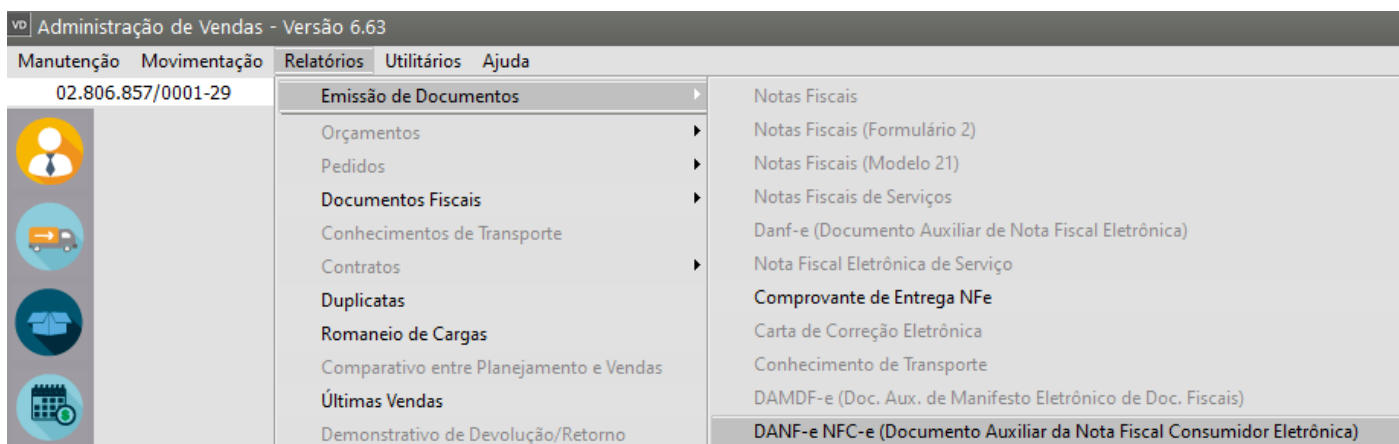 VD Administração de Vendas - Versão 6.63
Manutenção Movimentação Relatórios Utilitários Ajuda
02.806.857/0001-29
Emissão de Documentos
Orçamentos
Pedidos
Documentos Fiscais
Conhecimentos de Transporte
Contratos
Duplicatas
Romaneio de Cargas
Comparativo entre Planejamento e Vendas
Últimas Vendas
Demonstrativo de Devolução/Retorno
Notas Fiscais
Notas Fiscais (Formulário 2)
Notas Fiscais (Modelo 21)
Notas Fiscais de Serviços
Danf-e (Documento Auxiliar de Nota Fiscal Eletrônica)
Nota Fiscal Eletrônica de Serviço
Comprovante de Entrega NFe
Carta de Correção Eletrônica
Conhecimento de Transporte
DAMDF-e (Doc. Aux. de Manifesto Eletrônico de Doc. Fiscais)
DANF-e NFC-e (Documento Auxiliar da Nota Fiscal Consumidor Eletrônica)